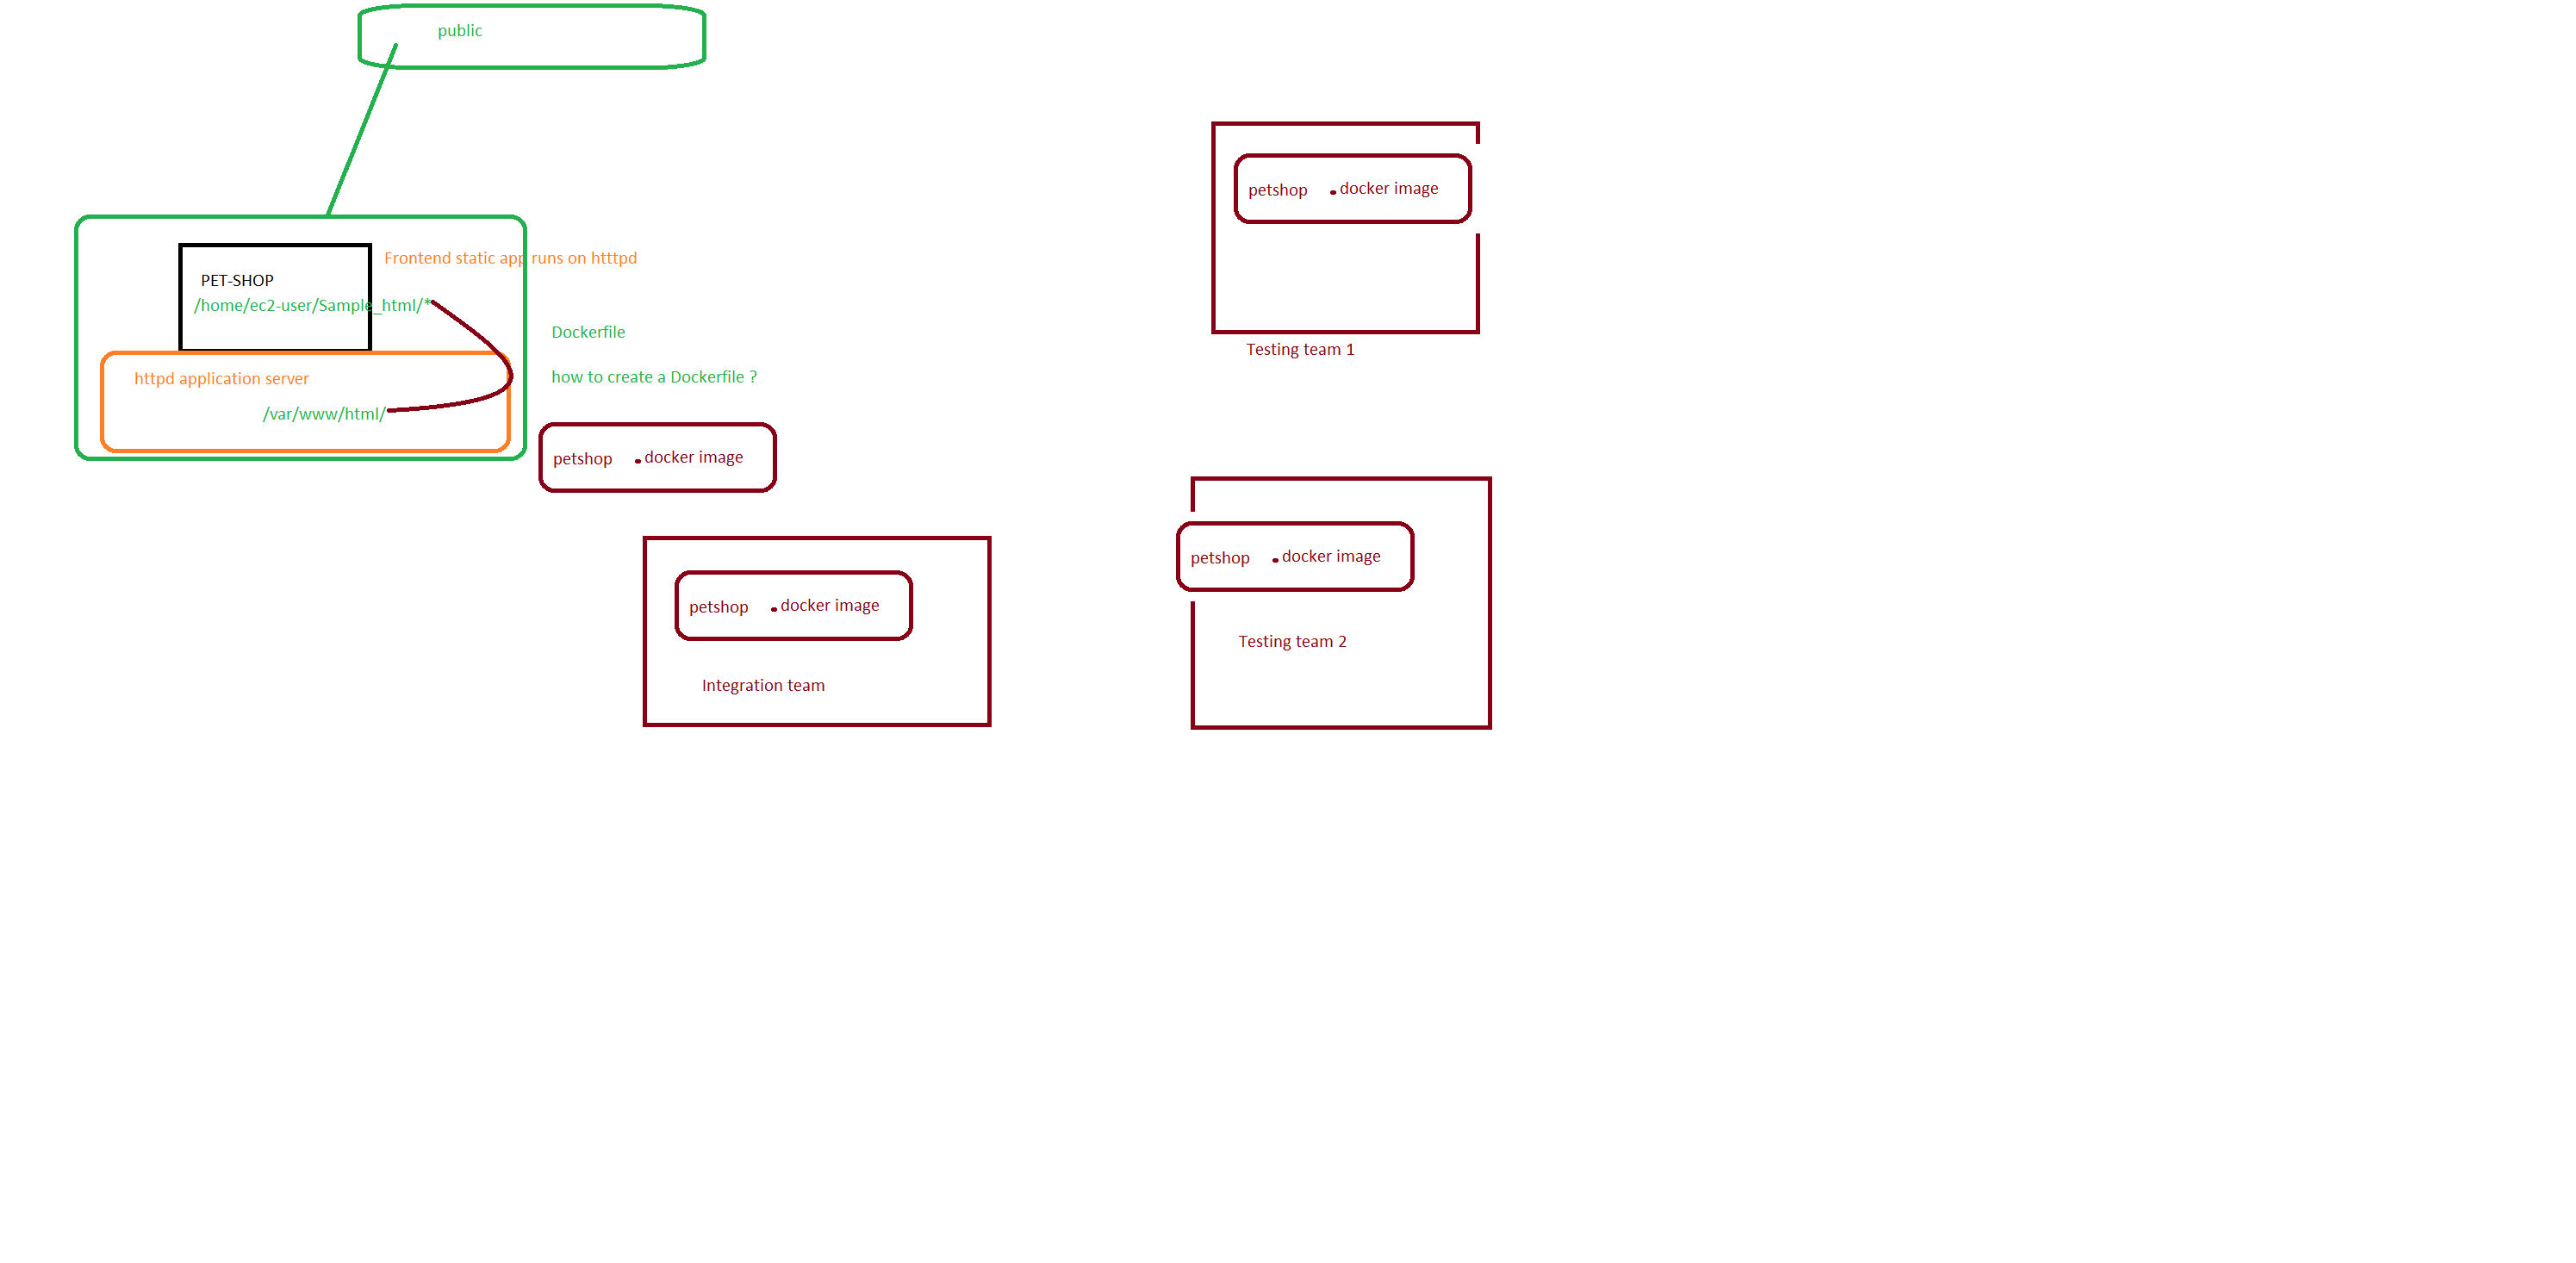 public
petshop . docker image
Frontend static app runs on htttpd
PET-SHOP
/home/ec2-user/Sample_html/*
Dockerfile
Testing team 1
how to create a Dockerfile ?
httpd application server
/var/www/html/
petshop . docker image
petshop . docker image
petshop . docker image
Testing team 2
Integration team